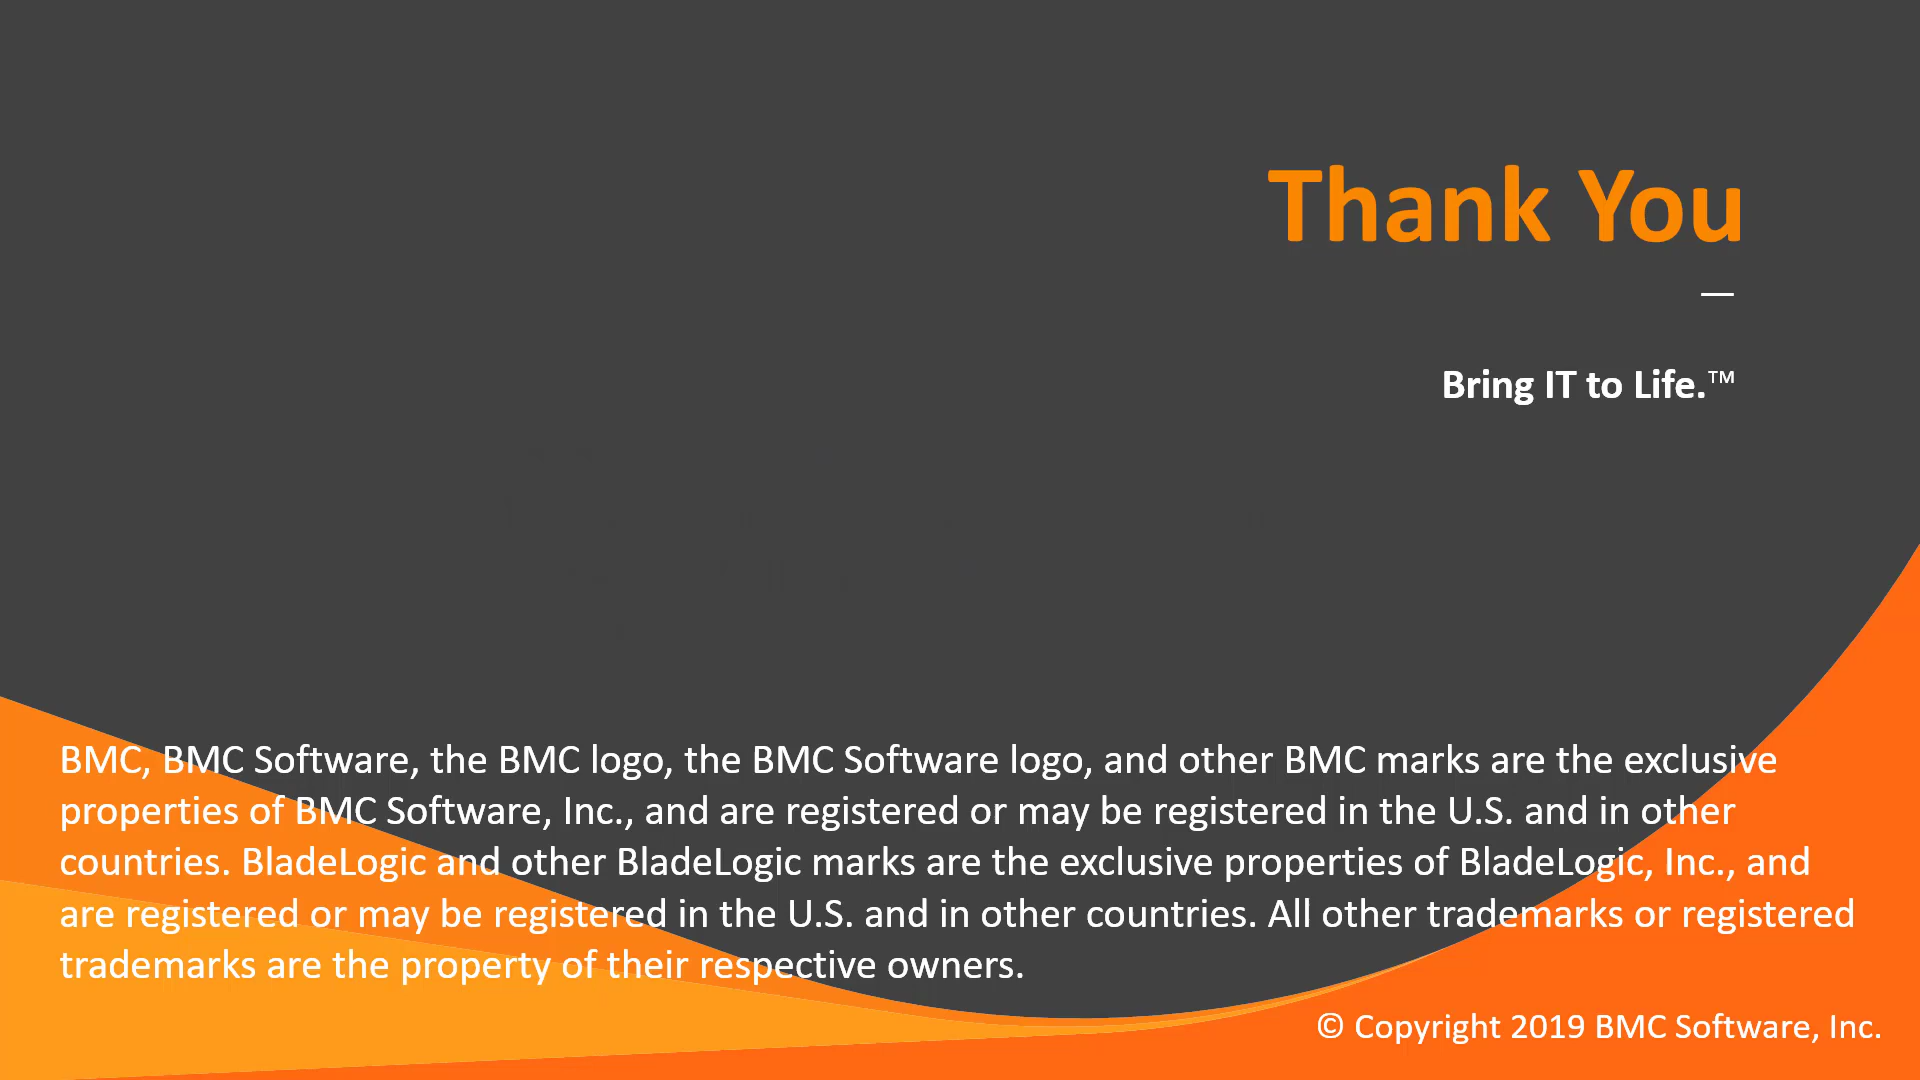 Thank You
—
Bring IT to Life.™
BMC, BMC Software, the BMC logo, the BMC Software logo, and other BMC marks are the exclusive
properties of BMC Software, Inc., and are registered or may be registered in the U.S. and in other
countries. BladeLogic and other BladeLogic marks are the exclusive properties of BladeLogic, Inc., and
are registered or may be registered in the U.S. and in other countries. All other trademarks or registered
trademarks are the property of their respective owners.
© Copyright 2019 BMC Software, Inc.